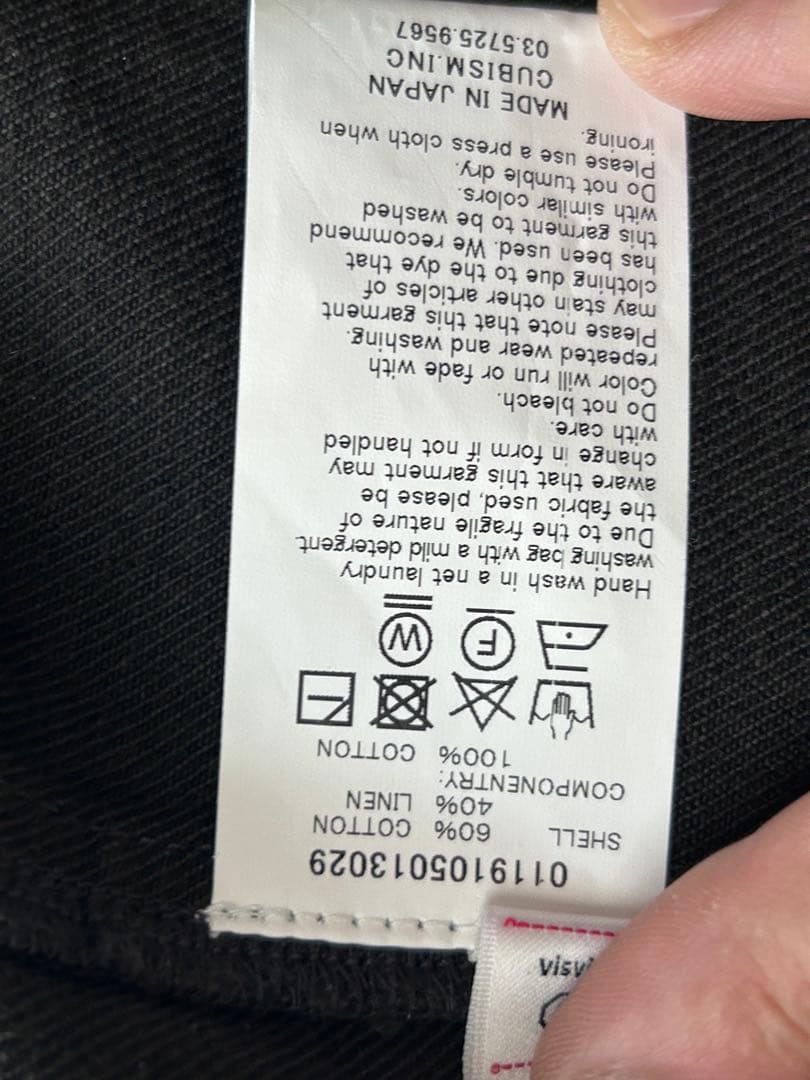 visvi
0119105013029
SHELL 60% COTTON
40% LINEN
COMPONENTRY:
100% COTTON
F W
Hand wash in a net laundry
washing bag with a mild detergent.
Due to the fragile nature of
the fabric used, please be
aware that this garment may
change in form if not handled
with care.
Do not bleach.
Color will run or fade with
repeated wear and washing.
Please note that this garment
may stain other articles of
clothing due to the dye that
has been used. We recommend
this garment to be washed
with similar colors.
Do not tumble dry.
Please use a press cloth when
ironing.
MADE IN JAPAN
CUBISM.INC
03.5725.9567